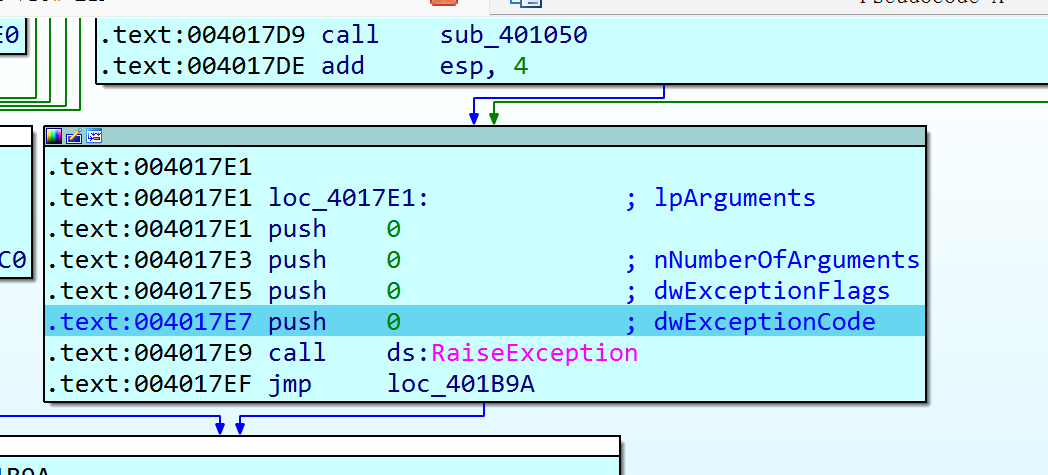 .text:004017D9 call    sub_401050
.text:004017DE add     esp, 4
.text:004017E1
.text:004017E1 loc_4017E1:             ; lpArguments
.text:004017E1 push    0
.text:004017E3 push    0               ; nNumberOfArguments
.text:004017E5 push    0               ; dwExceptionFlags
.text:004017E7 push    0               ; dwExceptionCode
.text:004017E9 call    ds:RaiseException
.text:004017EF jmp     loc_401B9A
E0
C0